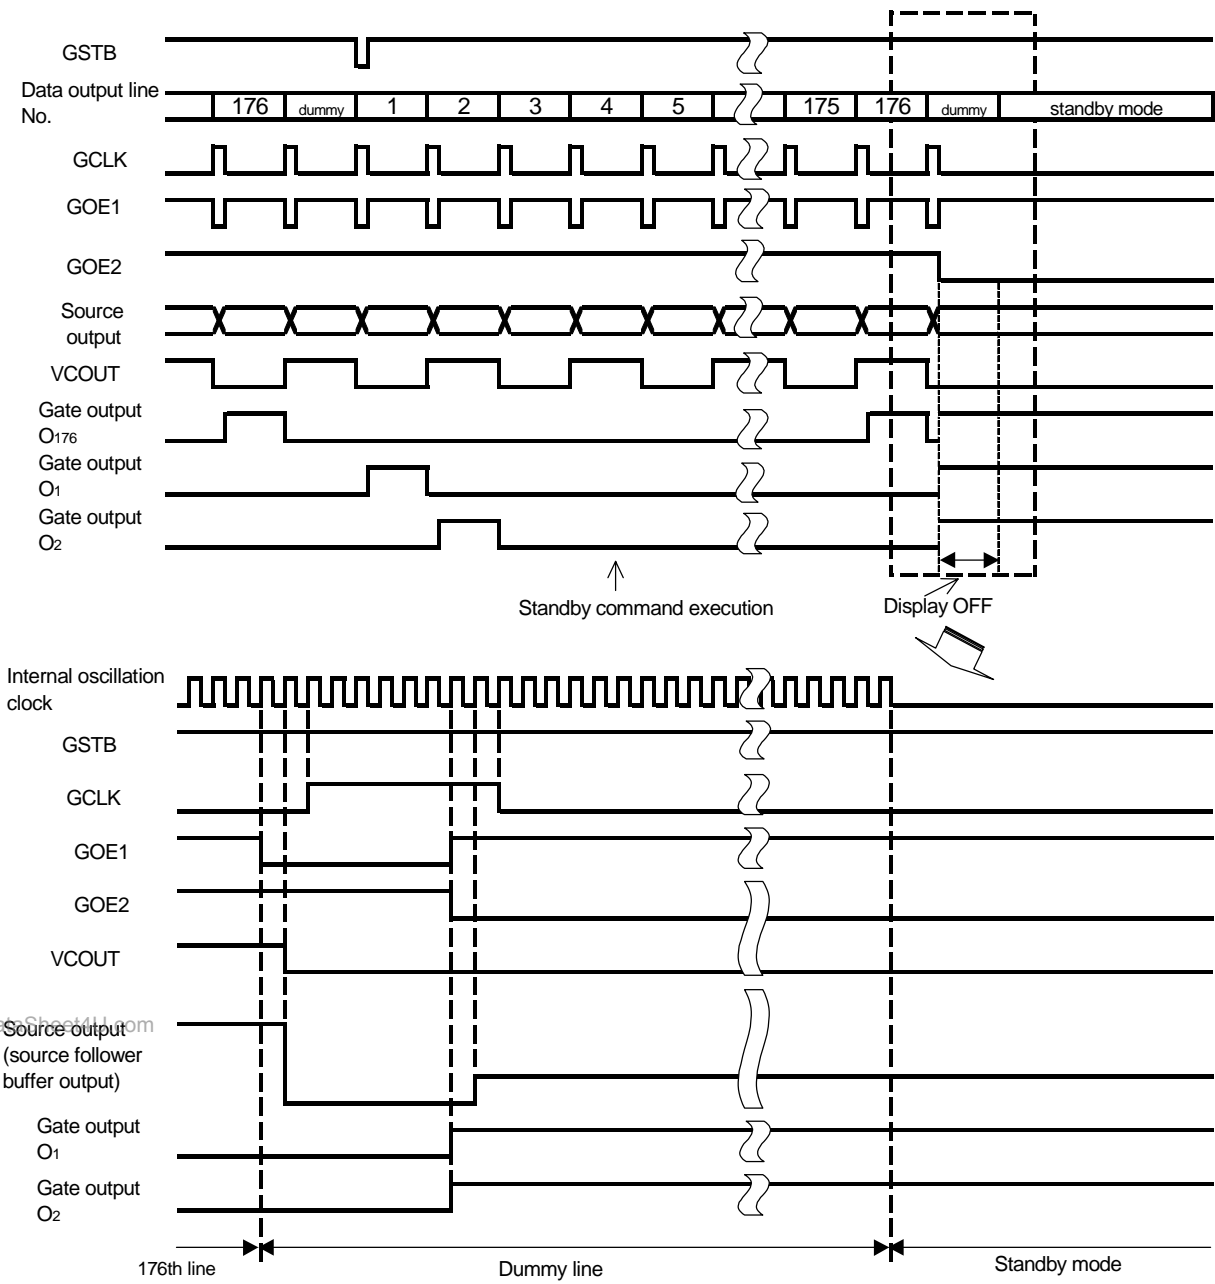 GSTB
Data output line
No.
176 dummy 1 2 3 4 5 175 176 dummy standby mode
GCLK
GOE1
GOE2
Source
output
VCOUT
Gate output
O176
Gate output
O1
Gate output
O2
Standby command execution
Display OFF
Internal oscillation
clock
GSTB
GCLK
GOE1
GOE2
VCOUT
Source output
(source follower
buffer output)
Gate output
O1
Gate output
O2
176th line
Dummy line
Standby mode